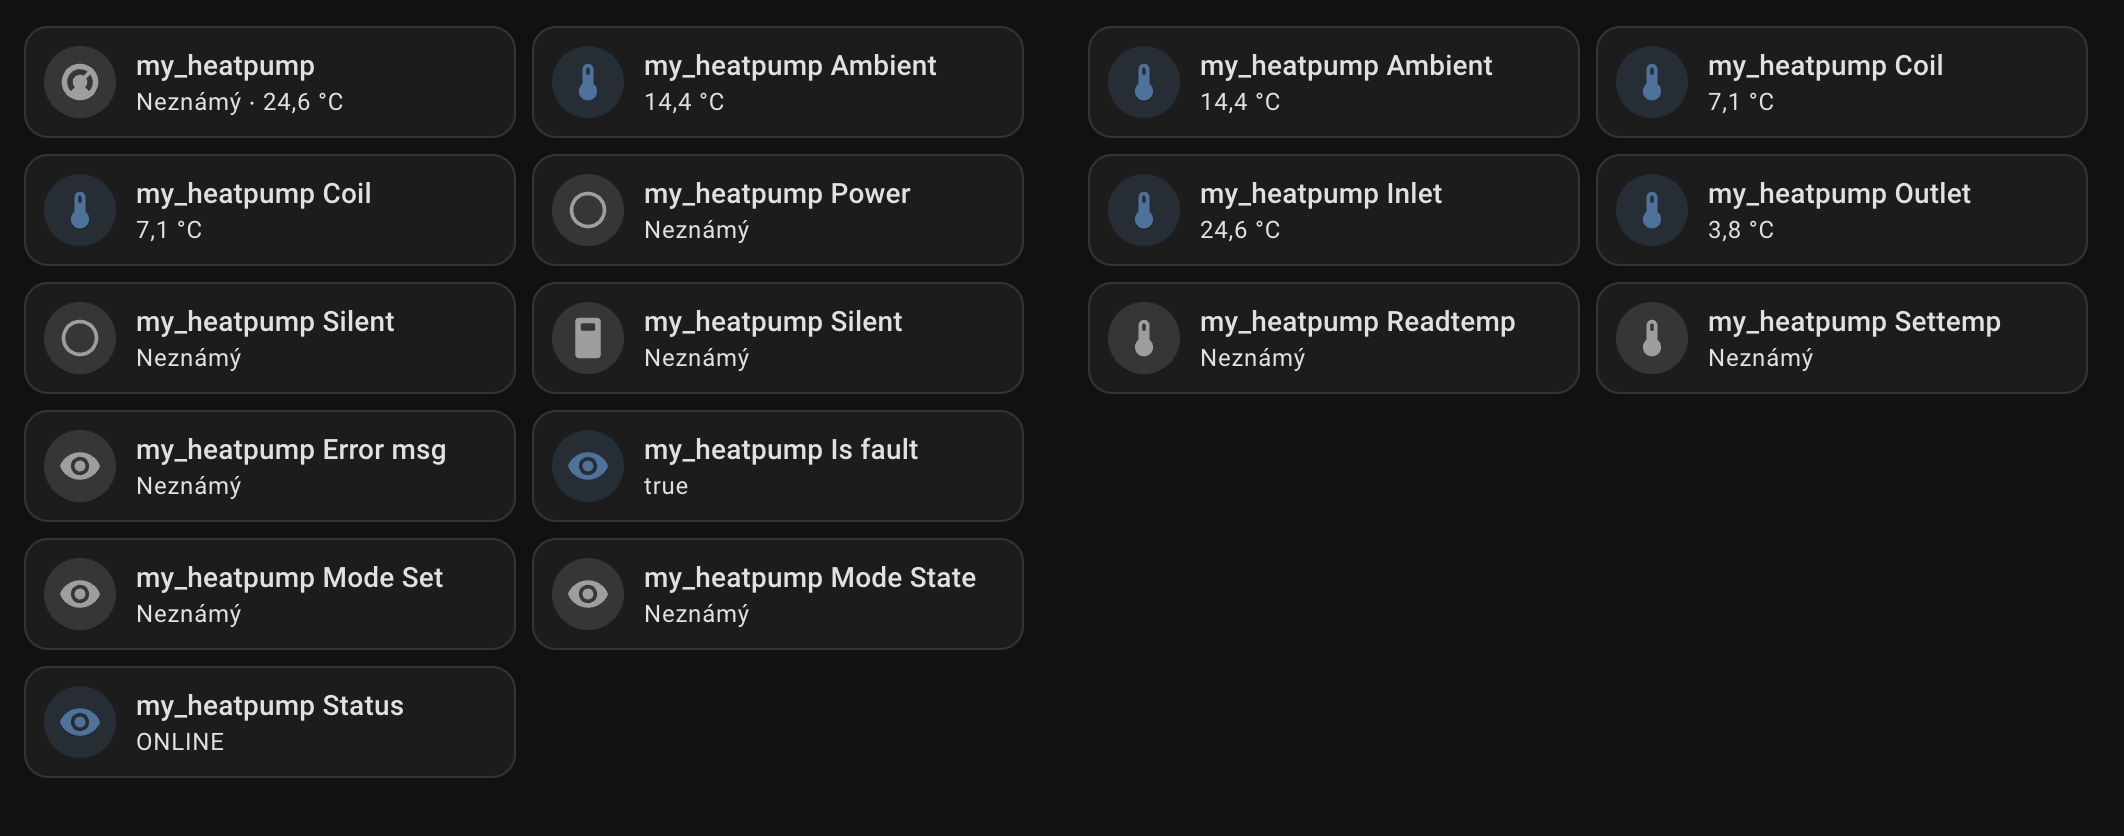 my_heatpump
Neznámý · 24,6 °C
my_heatpump Ambient
14,4 °C
my_heatpump Coil
7,1 °C
my_heatpump Power
Neznámý
my_heatpump Silent
Neznámý
my_heatpump Silent
Neznámý
my_heatpump Error msg
Neznámý
my_heatpump Is fault
true
my_heatpump Mode Set
Neznámý
my_heatpump Mode State
Neznámý
my_heatpump Status
ONLINE
my_heatpump Ambient
14,4 °C
my_heatpump Coil
7,1 °C
my_heatpump Inlet
24,6 °C
my_heatpump Outlet
3,8 °C
my_heatpump Readtemp
Neznámý
my_heatpump Settemp
Neznámý